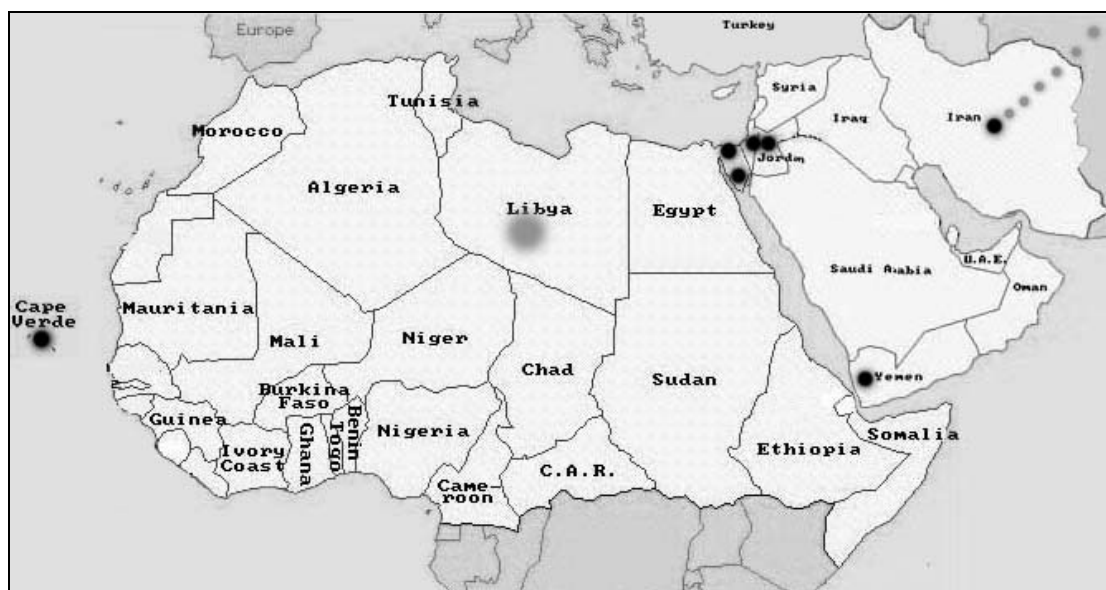 Europe
Turkey
Syria
Iraq
Iran
Tunisia
Morocco
Jordan
Algeria
Libya
Egypt
Saudi Arabia
U.A.E.
Oman
Cape
Verde
Mauritania
Mali
Niger
Chad
Sudan
Yemen
Burkina
Faso
Guinea
Ivory
Coast
Ghana
Togo
Benin
Nigeria
Came-
roon
C.A.R.
Ethiopia
Somalia